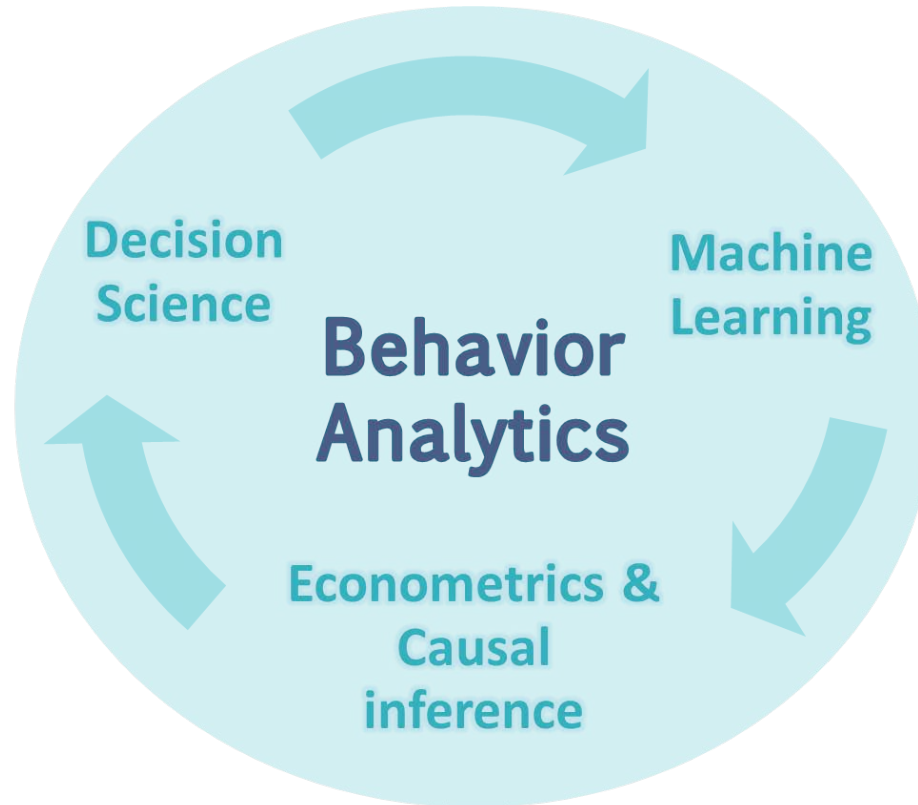 Decision
Science
Machine
Learning
Behavior
Analytics
Econometrics &
Causal
inference